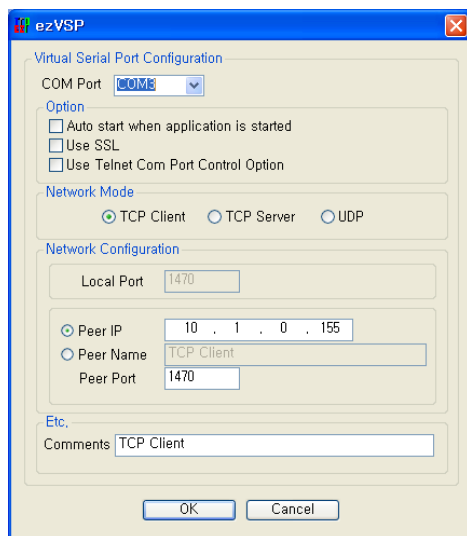 ezVSP
Virtual Serial Port Configuration
COM Port COM3
Option
Auto start when application is started
Use SSL
Use Telnet Com Port Control Option
Network Mode
TCP Client TCP Server UDP
Network Configuration
Local Port 1470
Peer IP 10 . 1 . 0 . 155
Peer Name TCP Client
Peer Port 1470
Etc,
Comments TCP Client
OK Cancel